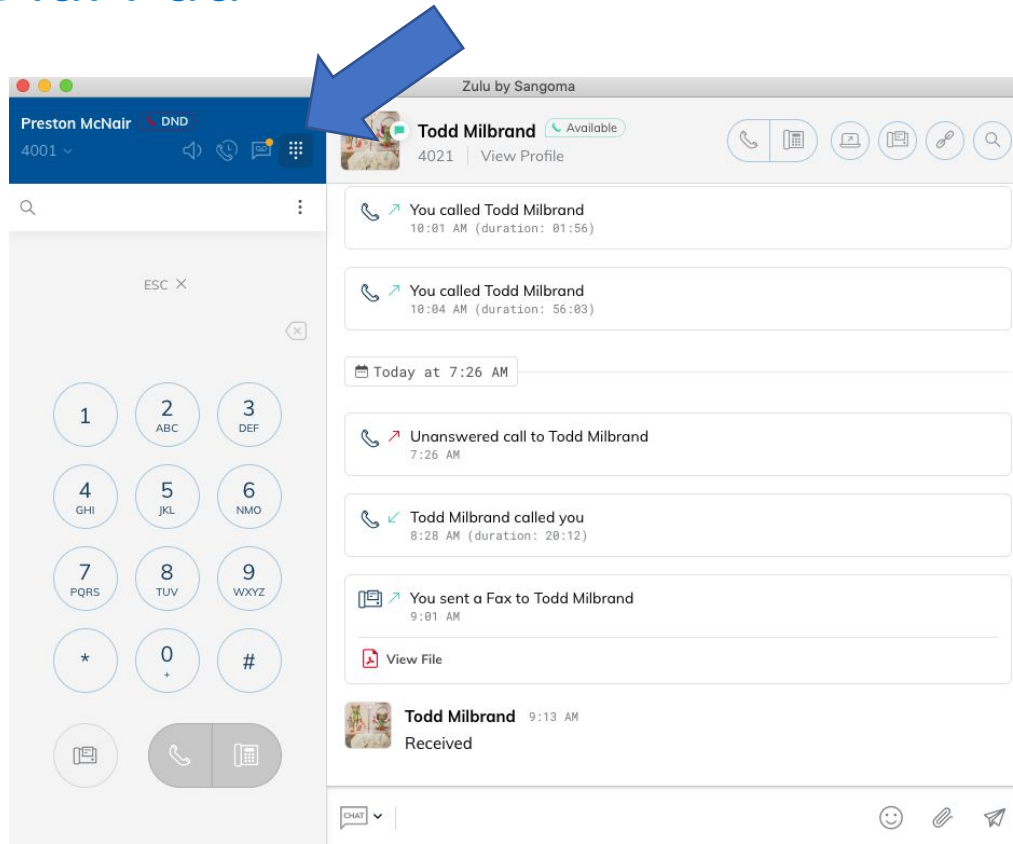 Zulu by Sangoma
Preston McNair DND
4001
Todd Milbrand Available
4021 | View Profile
You called Todd Milbrand
10:01 AM (duration: 01:56)
You called Todd Milbrand
10:04 AM (duration: 56:03)
Today at 7:26 AM
Unanswered call to Todd Milbrand
7:26 AM
Todd Milbrand called you
8:28 AM (duration: 20:12)
You sent a Fax to Todd Milbrand
9:01 AM
View File
Todd Milbrand 9:13 AM
Received
CHAT
ESC ×
1 2 3
ABC DEF
4 5 6
GHI JKL NMO
7 8 9
PQRS TUV WXYZ
* 0 #
+